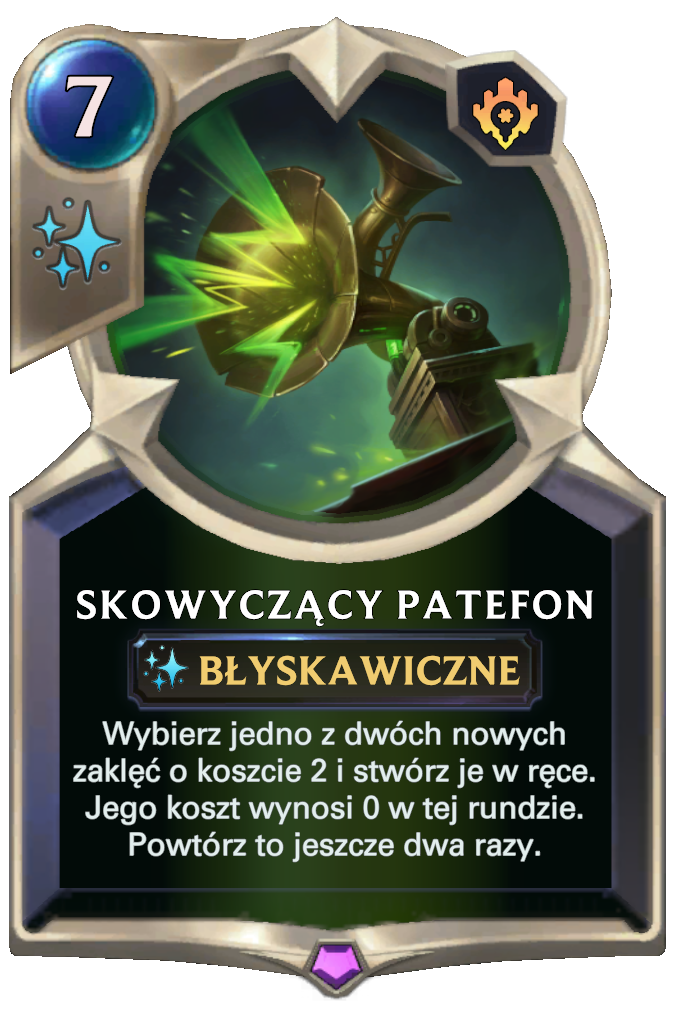 7
SKOWYCZĄCY PATEFON
BŁYSKAWICZNE
Wybierz jedno z dwóch nowych
zaklęć o koszcie 2 i stwórz je w ręce.
Jego koszt wynosi 0 w tej rundzie.
Powtórz to jeszcze dwa razy.